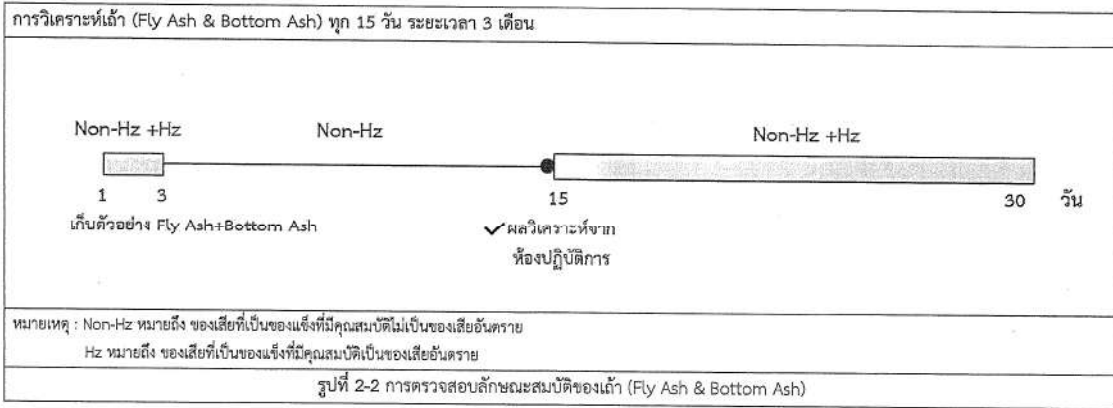 การวิเคราะห์เถ้า (Fly Ash & Bottom Ash) ทุก 15 วัน ระยะเวลา 3 เดือน
Non-Hz +Hz
Non-Hz
Non-Hz +Hz
1
3
15
30
วัน
เก็บตัวอย่าง Fly Ash+Bottom Ash
✓ ผลวิเคราะห์จาก
ห้องปฏิบัติการ
หมายเหตุ : Non-Hz หมายถึง ของเสียที่เป็นของแข็งที่มีคุณสมบัติไม่เป็นของเสียอันตราย
Hz หมายถึง ของเสียที่เป็นของแข็งที่มีคุณสมบัติเป็นของเสียอันตราย
รูปที่ 2-2 การตรวจสอบลักษณะสมบัติของเถ้า (Fly Ash & Bottom Ash)